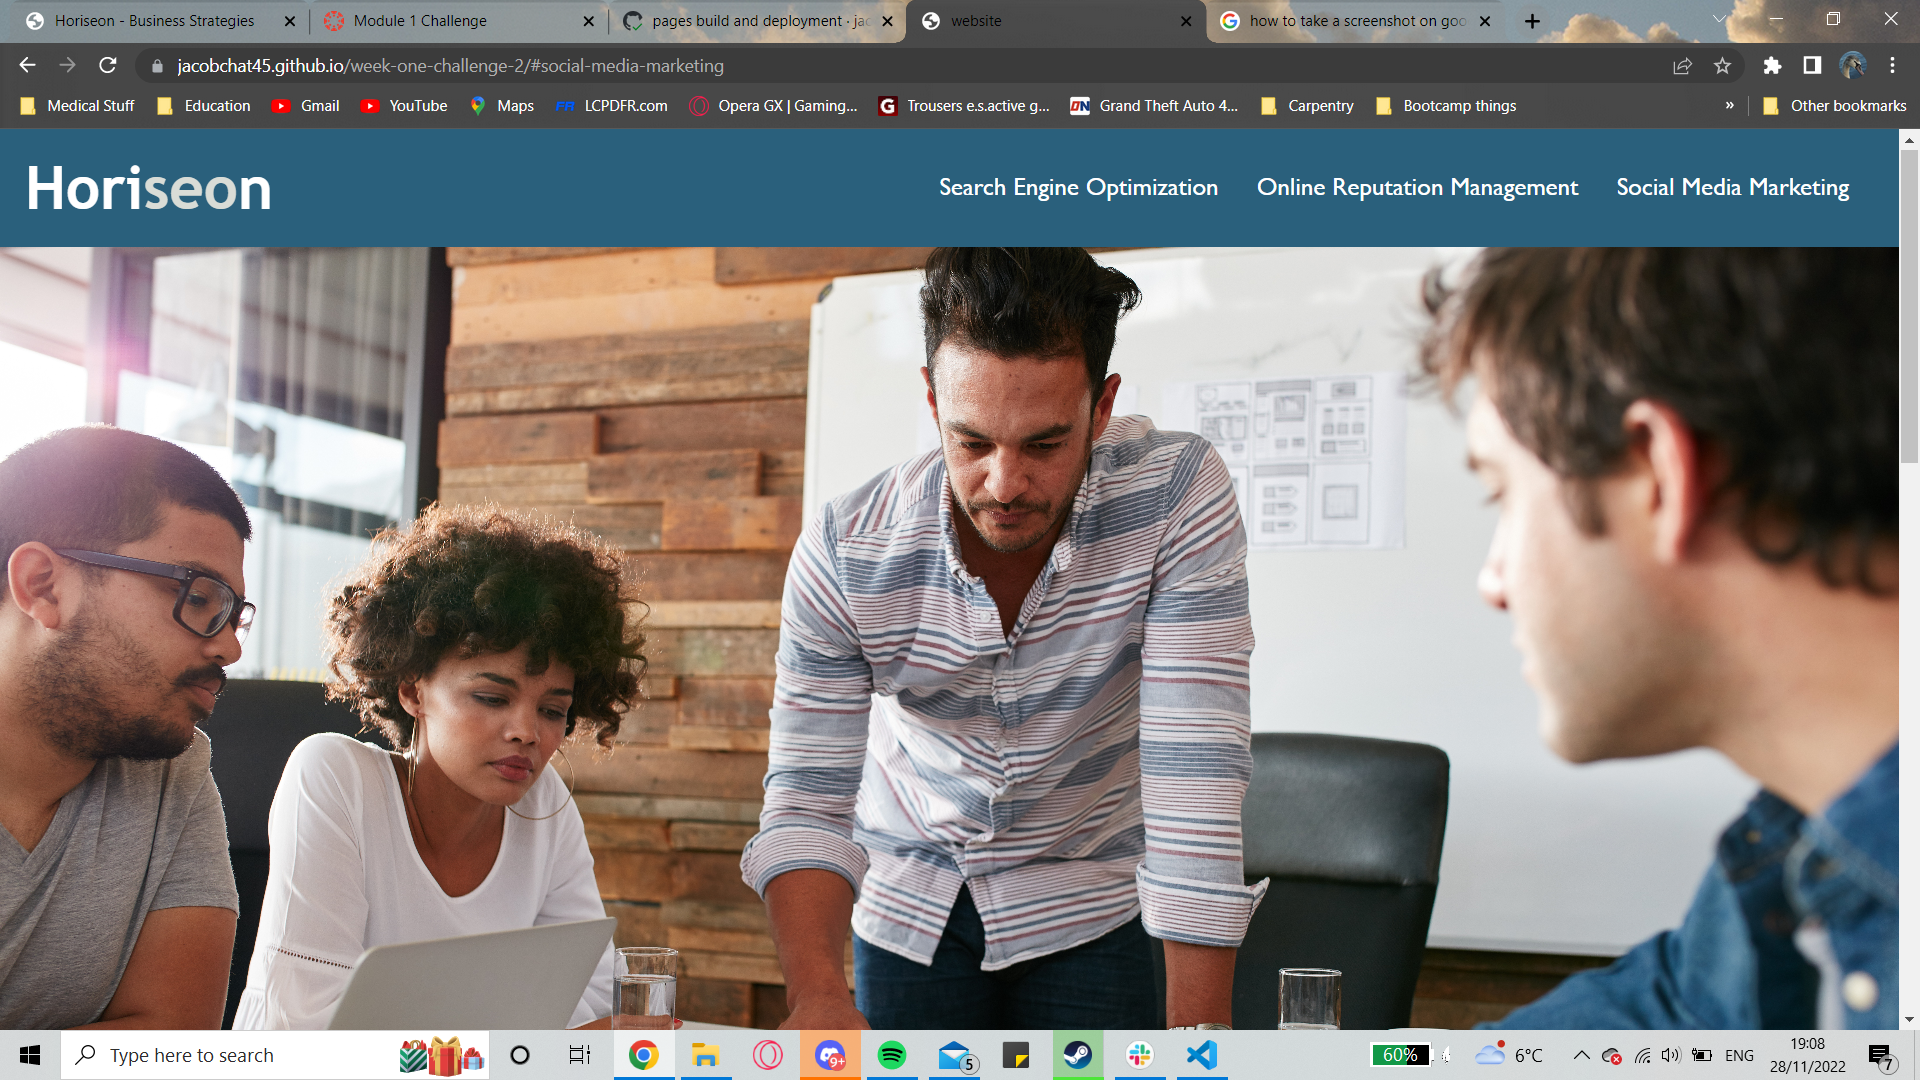 Horiseon - Business Strategies
Module 1 Challenge
pages build and deployment · jac
website
how to take a screenshot on goo
jacobchat45.github.io/week-one-challenge-2/#social-media-marketing
Medical Stuff
Education
Gmail
YouTube
Maps
FR LCPDFR.com
Opera GX | Gaming...
G Trousers e.s.active g...
ON Grand Theft Auto 4...
Carpentry
Bootcamp things
»
Other bookmarks
Horiseon
Search Engine Optimization
Online Reputation Management
Social Media Marketing
Type here to search
9+
5
60%
6°C
ENG
19:08
28/11/2022
7